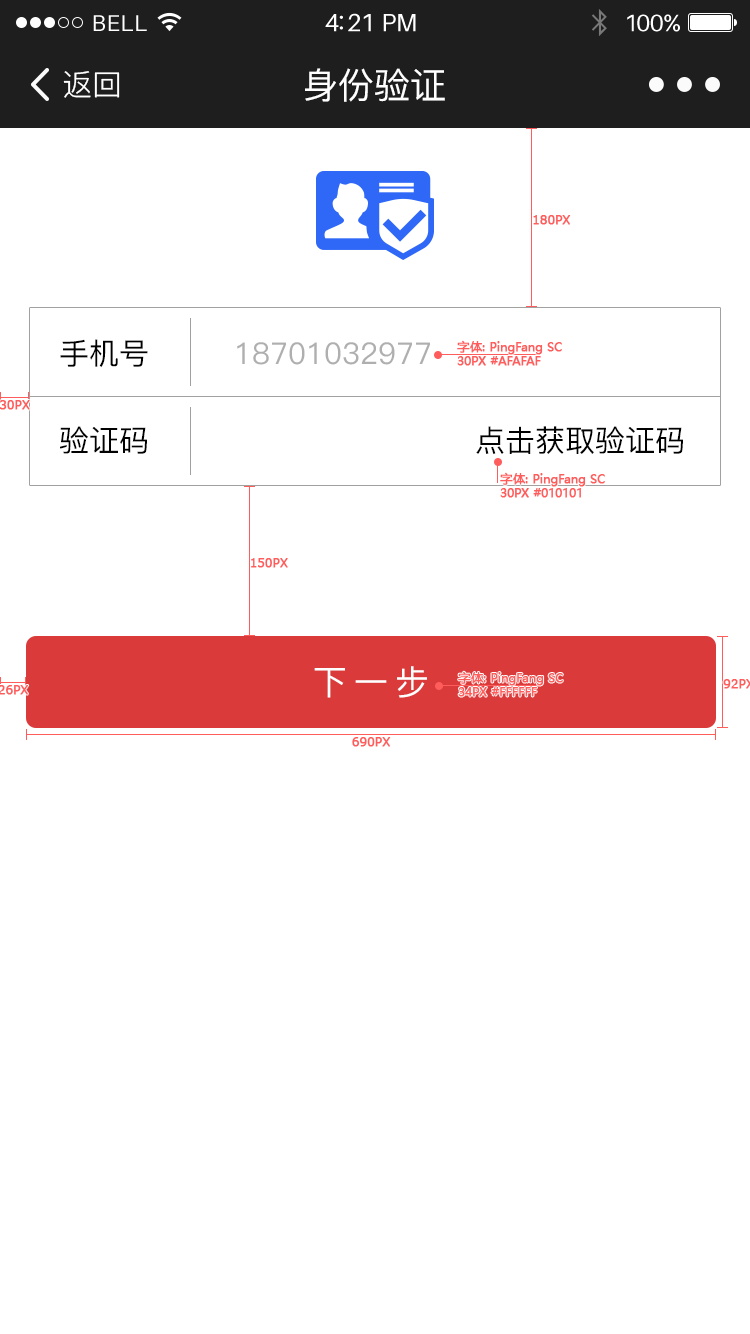 BELL 4:21 PM 100%
返回 身份验证
180PX
手机号 18701032977 字体: PingFang SC
30PX #AFAFAF
30PX
验证码 点击获取验证码
字体: PingFang SC
30PX #010101
150PX
下一步 字体: PingFang SC
34PX #FFFFFF
26PX
92PX
690PX